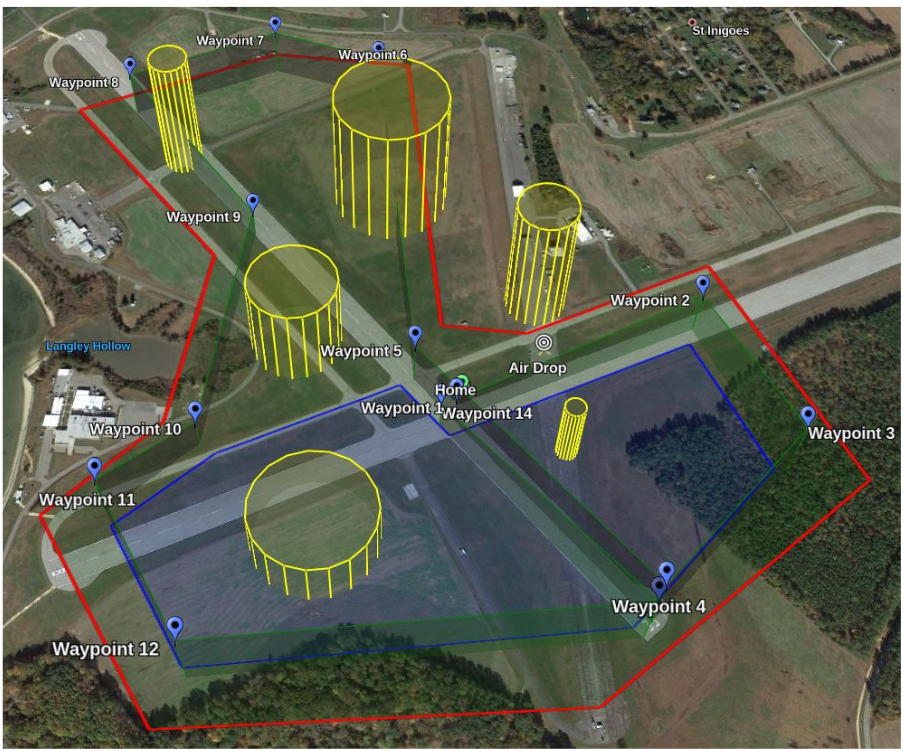 St Inigoes
Waypoint 7
Waypoint 6
Waypoint 8
Waypoint 9
Waypoint 2
Langley Hollow
Waypoint 5
Air Drop
Home
Waypoint 1
Waypoint 14
Waypoint 10
Waypoint 3
Waypoint 11
Waypoint 4
Waypoint 12